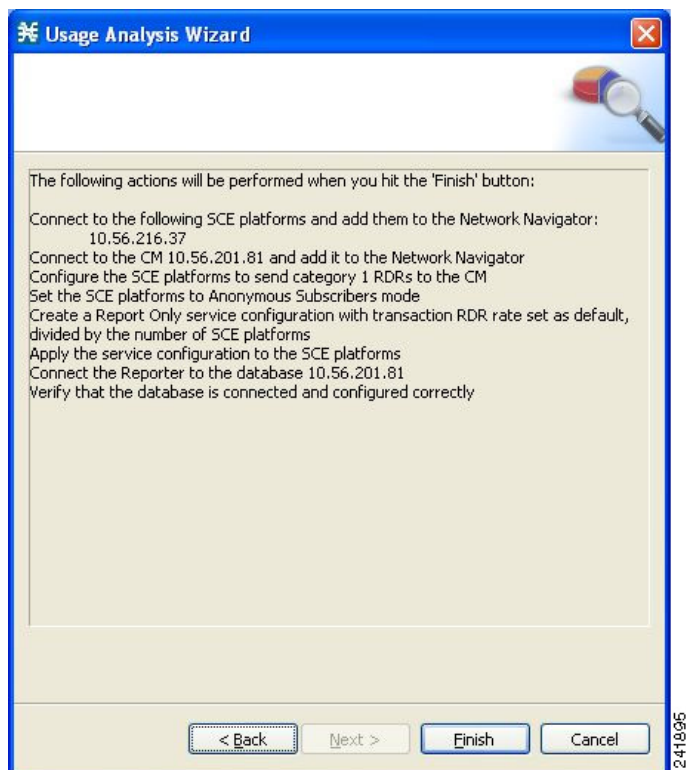 Usage Analysis Wizard
The following actions will be performed when you hit the 'Finish' button:
Connect to the following SCE platforms and add them to the Network Navigator:
10.56.216.37
Connect to the CM 10.56.201.81 and add it to the Network Navigator
Configure the SCE platforms to send category 1 RDRs to the CM
Set the SCE platforms to Anonymous Subscribers mode
Create a Report Only service configuration with transaction RDR rate set as default,
divided by the number of SCE platforms
Apply the service configuration to the SCE platforms
Connect the Reporter to the database 10.56.201.81
Verify that the database is connected and configured correctly
< Back Next > Finish Cancel
241895